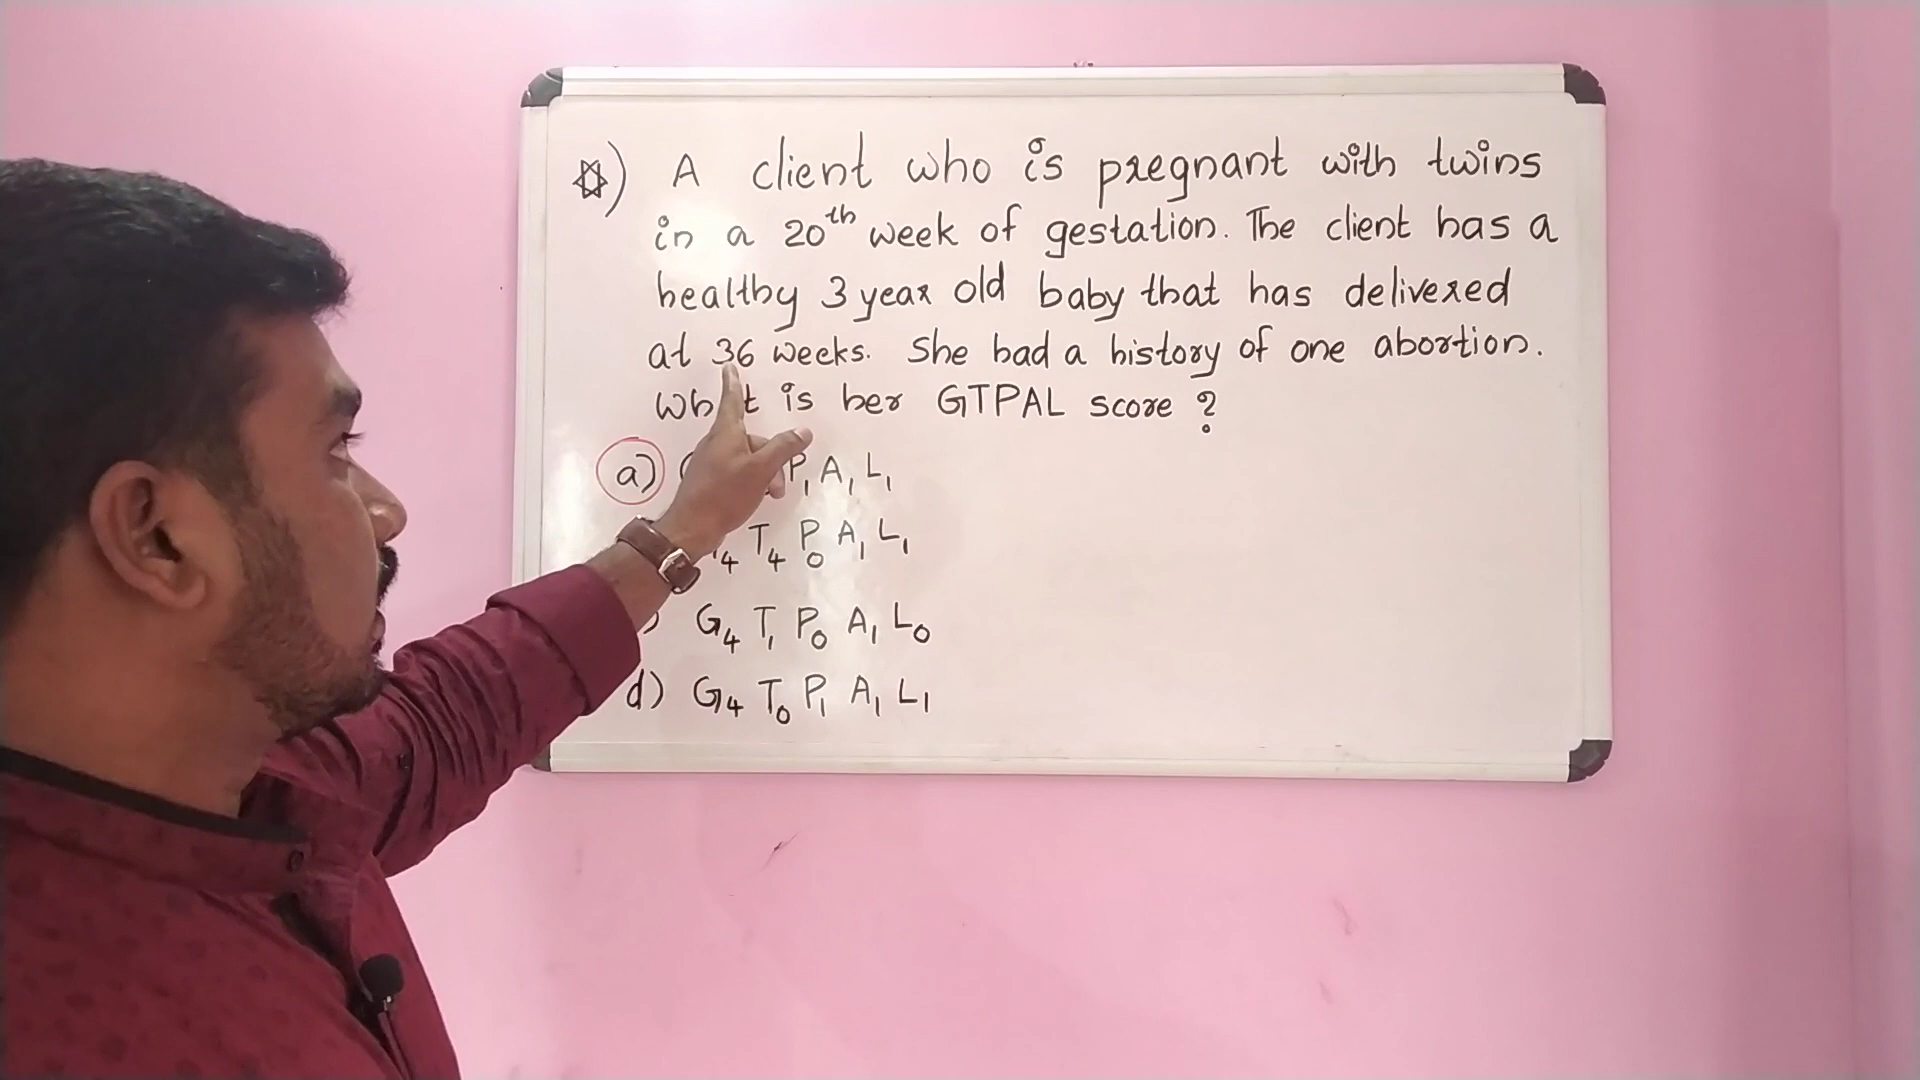 A client who is pregnant with twins
in a 20th week of gestation. The client has a
healthy 3 year old baby that has delivered
at 36 weeks. She had a history of one abortion.
is her GTPAL score ?
a) P1 A1 L1
4 T4 P0 A1 L1
) G4 T1 P0 A1 L0
d) G4 T0 P1 A1 L1